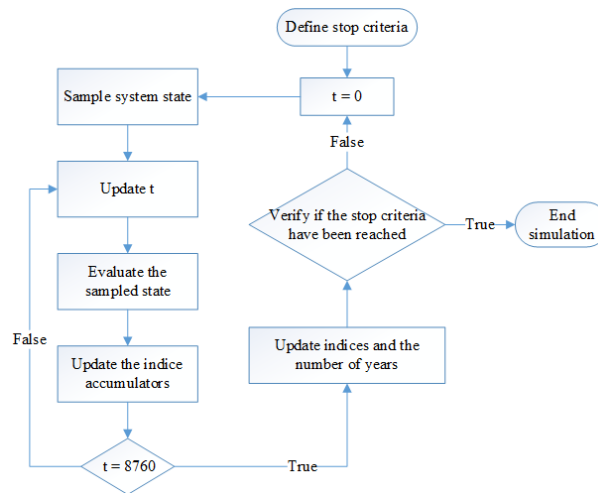 Define stop criteria
t = 0
Sample system state
Update t
Evaluate the
sampled state
Update the indice
accumulators
t = 8760
False
True
Update indices and the
number of years
Verify if the stop criteria
have been reached
False
True
End
simulation